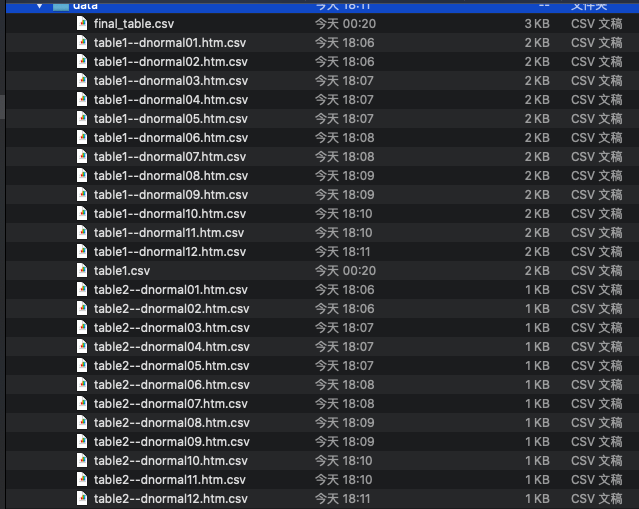 data 今天 18:11 -- 文件夹
final_table.csv 今天 00:20 3 KB CSV 文稿
table1--dnormal01.htm.csv 今天 18:06 2 KB CSV 文稿
table1--dnormal02.htm.csv 今天 18:06 2 KB CSV 文稿
table1--dnormal03.htm.csv 今天 18:07 2 KB CSV 文稿
table1--dnormal04.htm.csv 今天 18:07 2 KB CSV 文稿
table1--dnormal05.htm.csv 今天 18:07 2 KB CSV 文稿
table1--dnormal06.htm.csv 今天 18:08 2 KB CSV 文稿
table1--dnormal07.htm.csv 今天 18:08 2 KB CSV 文稿
table1--dnormal08.htm.csv 今天 18:09 2 KB CSV 文稿
table1--dnormal09.htm.csv 今天 18:09 2 KB CSV 文稿
table1--dnormal10.htm.csv 今天 18:10 2 KB CSV 文稿
table1--dnormal11.htm.csv 今天 18:10 2 KB CSV 文稿
table1--dnormal12.htm.csv 今天 18:11 2 KB CSV 文稿
table1.csv 今天 00:20 2 KB CSV 文稿
table2--dnormal01.htm.csv 今天 18:06 1 KB CSV 文稿
table2--dnormal02.htm.csv 今天 18:06 1 KB CSV 文稿
table2--dnormal03.htm.csv 今天 18:07 1 KB CSV 文稿
table2--dnormal04.htm.csv 今天 18:07 1 KB CSV 文稿
table2--dnormal05.htm.csv 今天 18:07 1 KB CSV 文稿
table2--dnormal06.htm.csv 今天 18:08 1 KB CSV 文稿
table2--dnormal07.htm.csv 今天 18:08 1 KB CSV 文稿
table2--dnormal08.htm.csv 今天 18:09 1 KB CSV 文稿
table2--dnormal09.htm.csv 今天 18:09 1 KB CSV 文稿
table2--dnormal10.htm.csv 今天 18:10 1 KB CSV 文稿
table2--dnormal11.htm.csv 今天 18:10 1 KB CSV 文稿
table2--dnormal12.htm.csv 今天 18:11 1 KB CSV 文稿